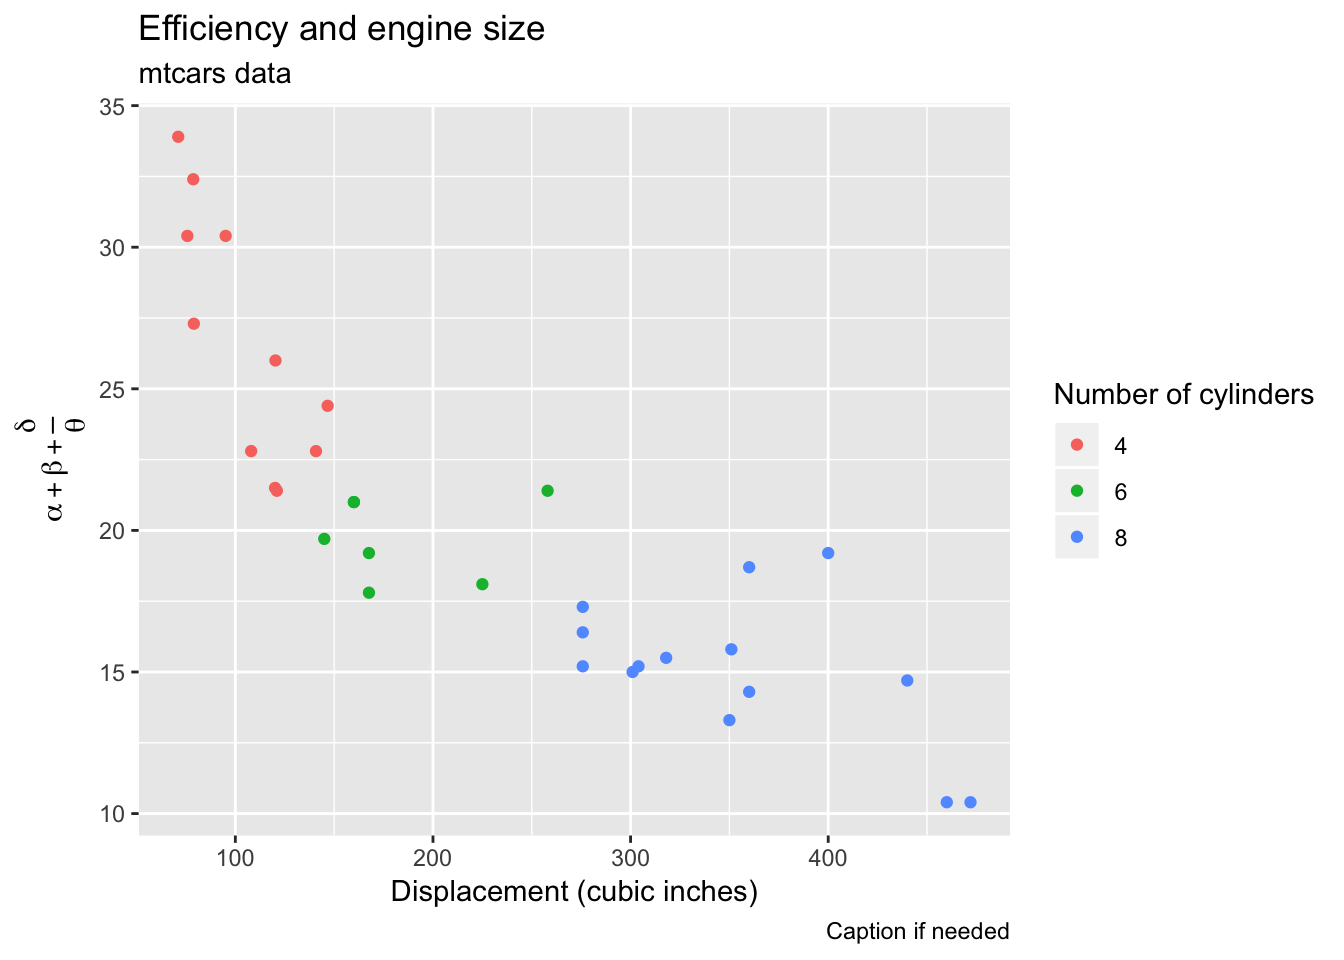 Efficiency and engine size
mtcars data
35
30
25
20
15
10
α + β + δ/θ
100 200 300 400
Displacement (cubic inches)
Number of cylinders
4
6
8
Caption if needed